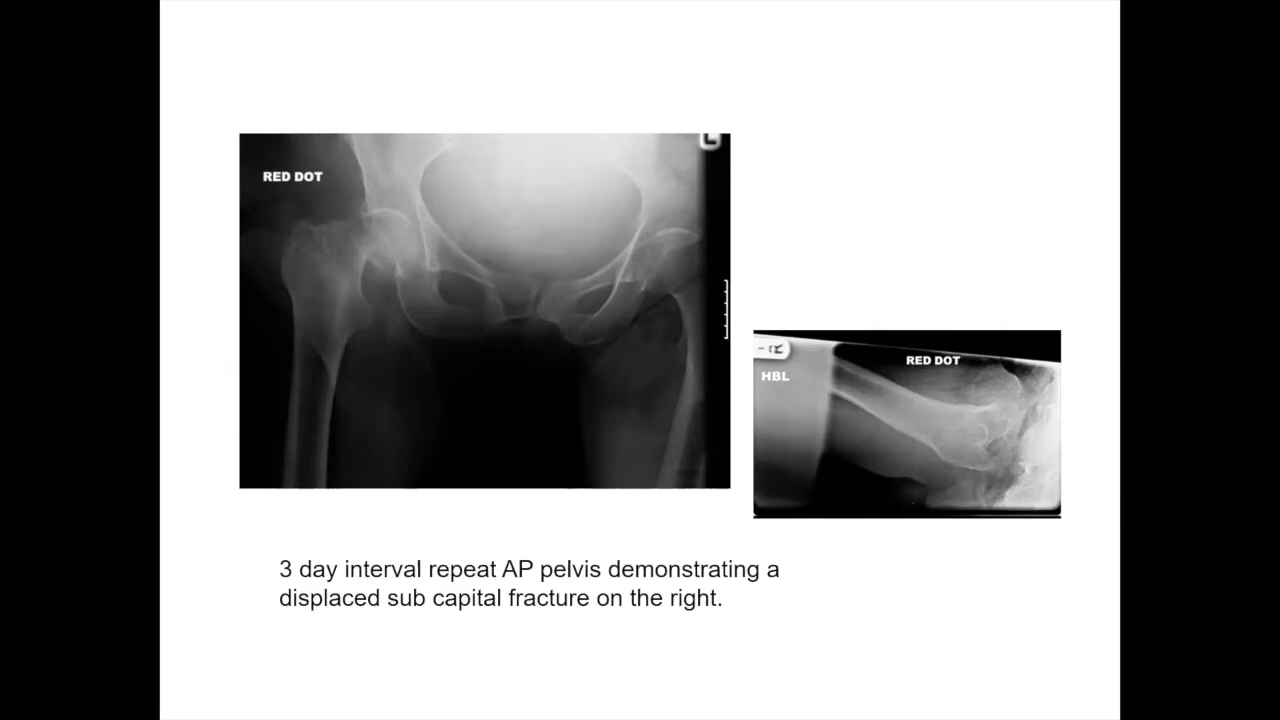 L
RED DOT
RED DOT
HBL
3 day interval repeat AP pelvis demonstrating a
displaced sub capital fracture on the right.